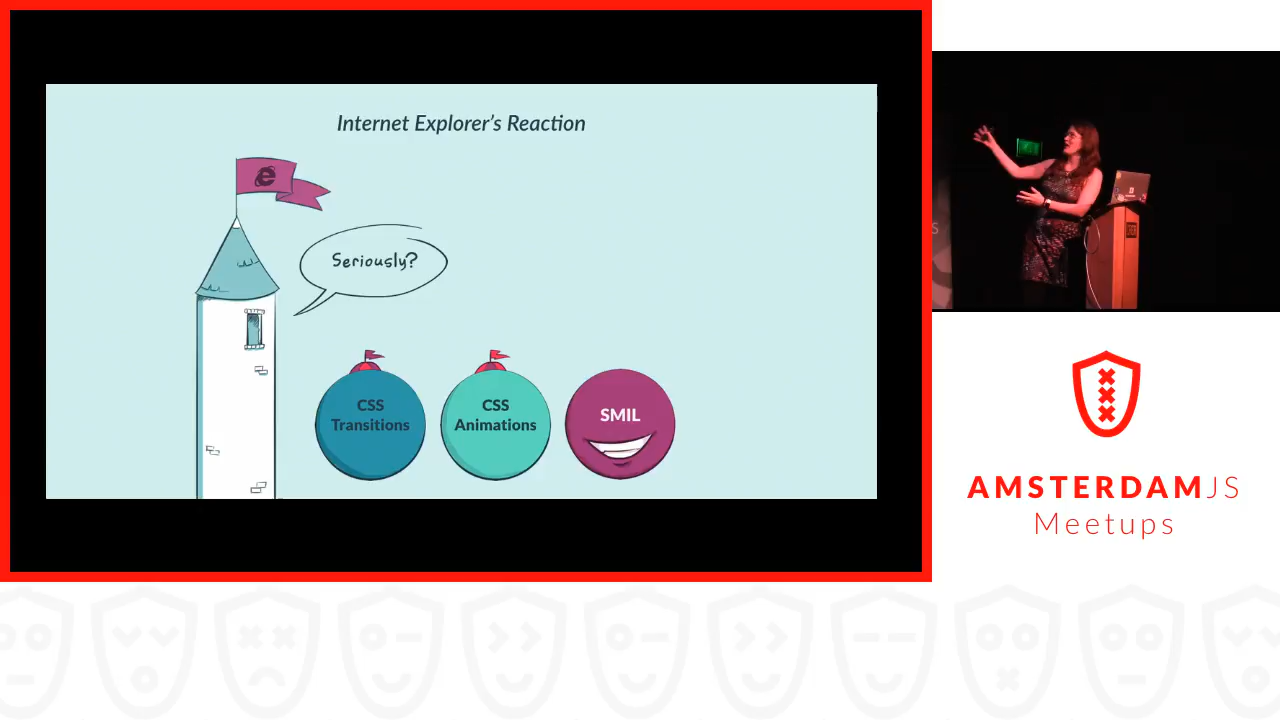 Internet Explorer's Reaction
Seriously?
CSS
Transitions
CSS
Animations
SMIL
AMSTERDAMJS
Meetups